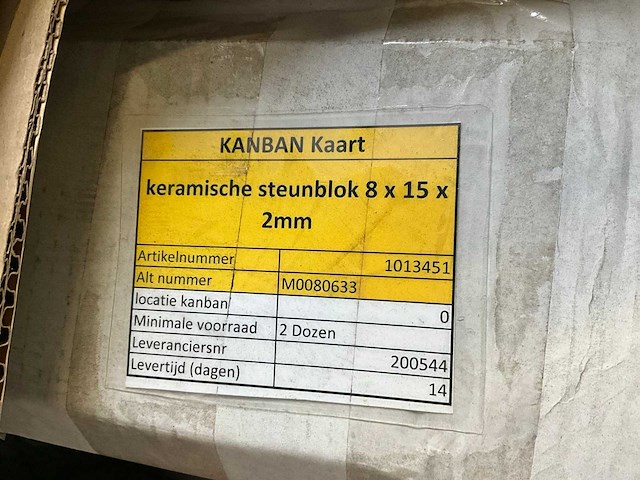 KANBAN Kaart
keramische steunblok 8 x 15 x
2mm
Artikelnummer 1013451
Alt nummer M0080633
locatie kanban 0
Minimale voorraad 2 Dozen
Leveranciersnr 200544
Levertijd (dagen) 14